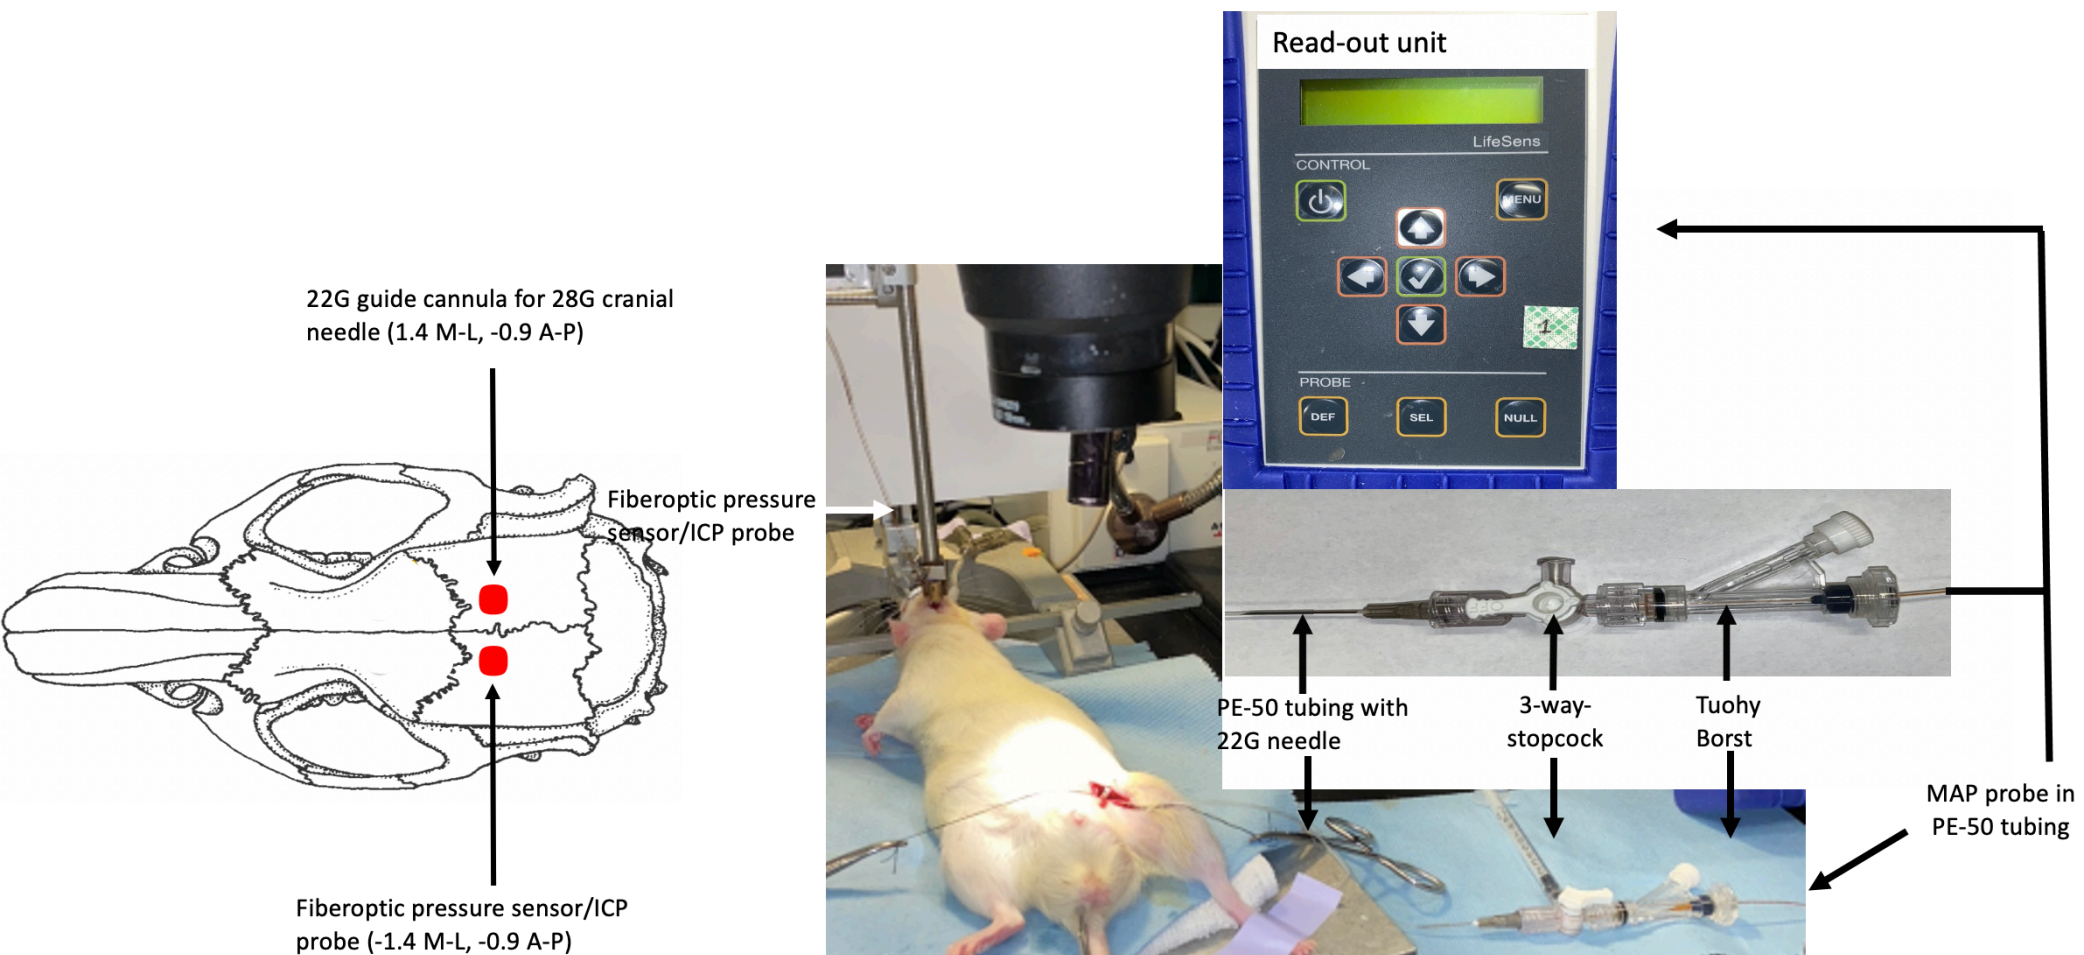 Read-out unit
LifeSens
CONTROL
MENU
1
PROBE
DEF
SEL
NULL
22G guide cannula for 28G cranial
needle (1.4 M-L, -0.9 A-P)
Fiberoptic pressure
sensor/ICP probe
PE-50 tubing with
22G needle
3-way-
stopcock
Tuohy
Borst
MAP probe in
PE-50 tubing
Fiberoptic pressure sensor/ICP
probe (-1.4 M-L, -0.9 A-P)